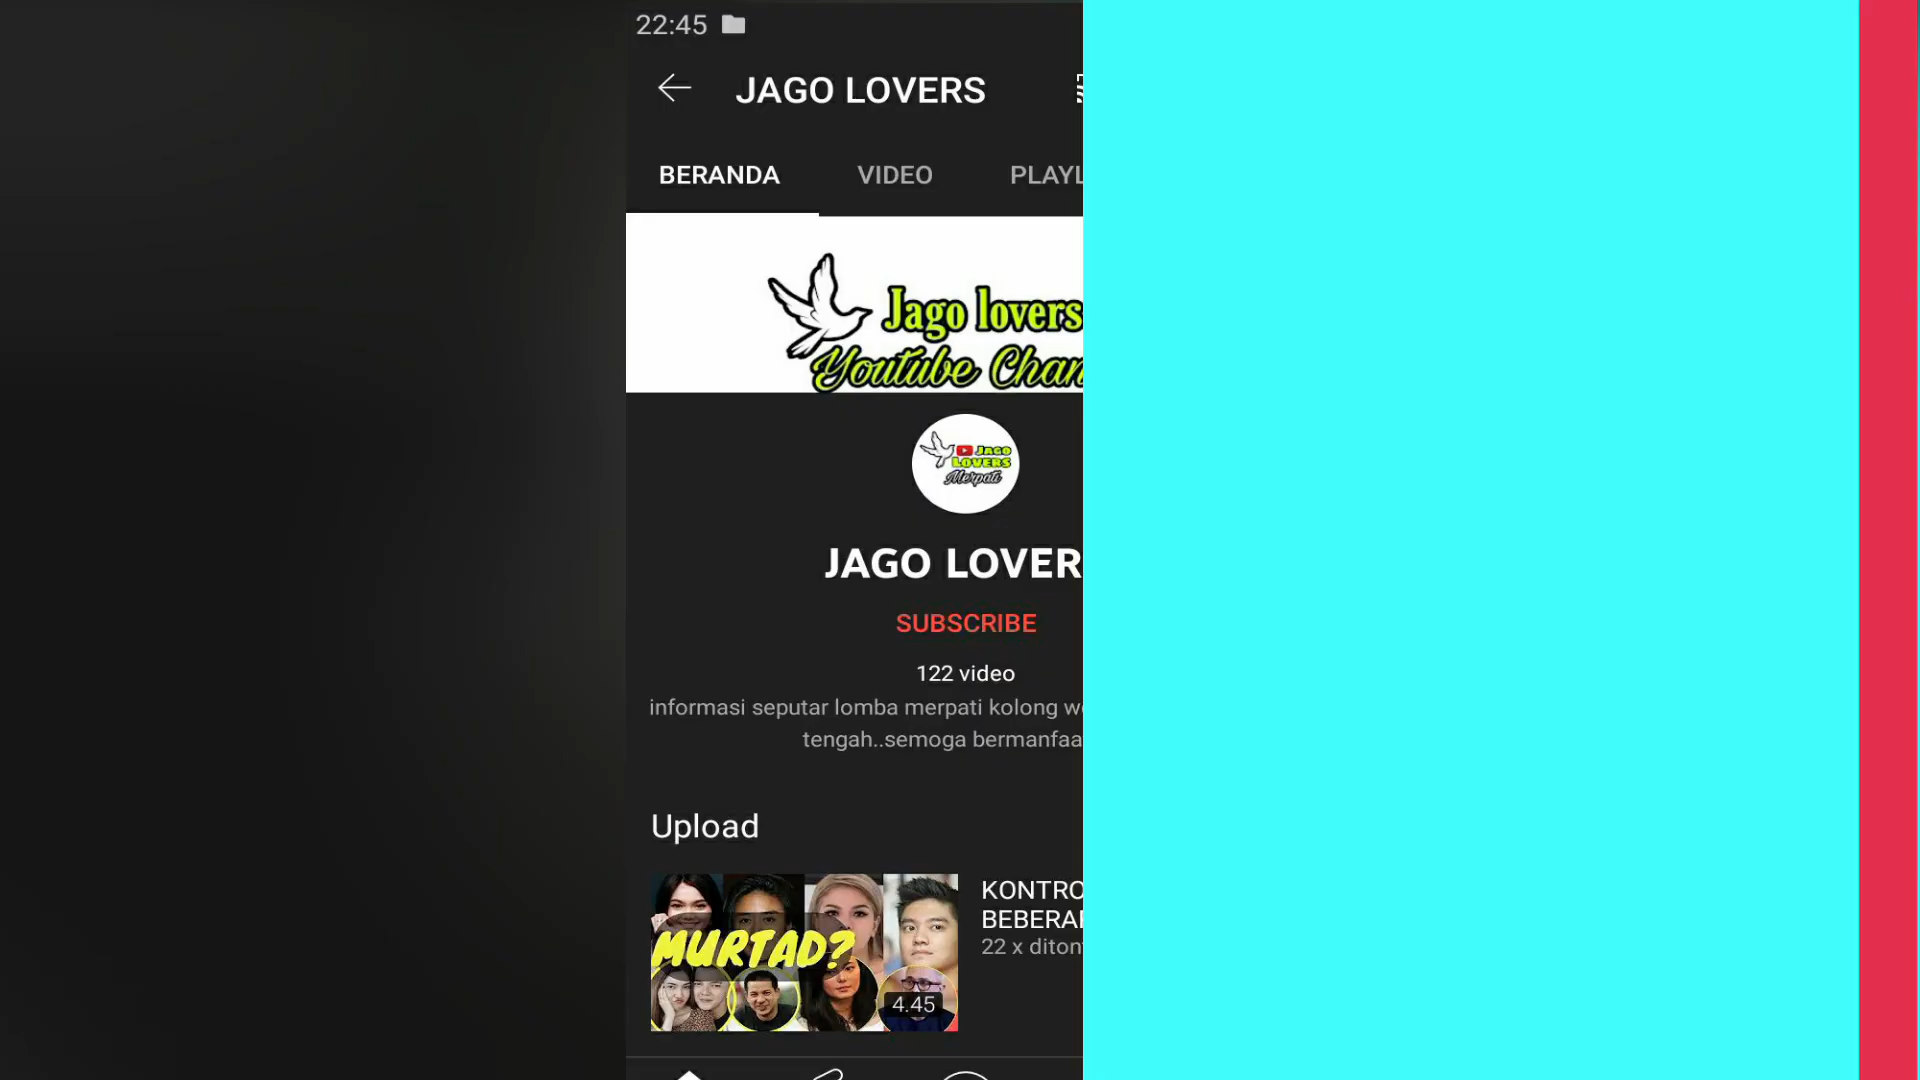 22:45
JAGO LOVERS
BERANDA VIDEO PLAYL
Jago lovers
Youtube Chan
JAGO
LOVERS
Merpati
JAGO LOVER
SUBSCRIBE
122 video
informasi seputar lomba merpati kolong w
tengah..semoga bermanfaa
Upload
MURTAD?
4.45
KONTRO
BEBERA
22 x diton